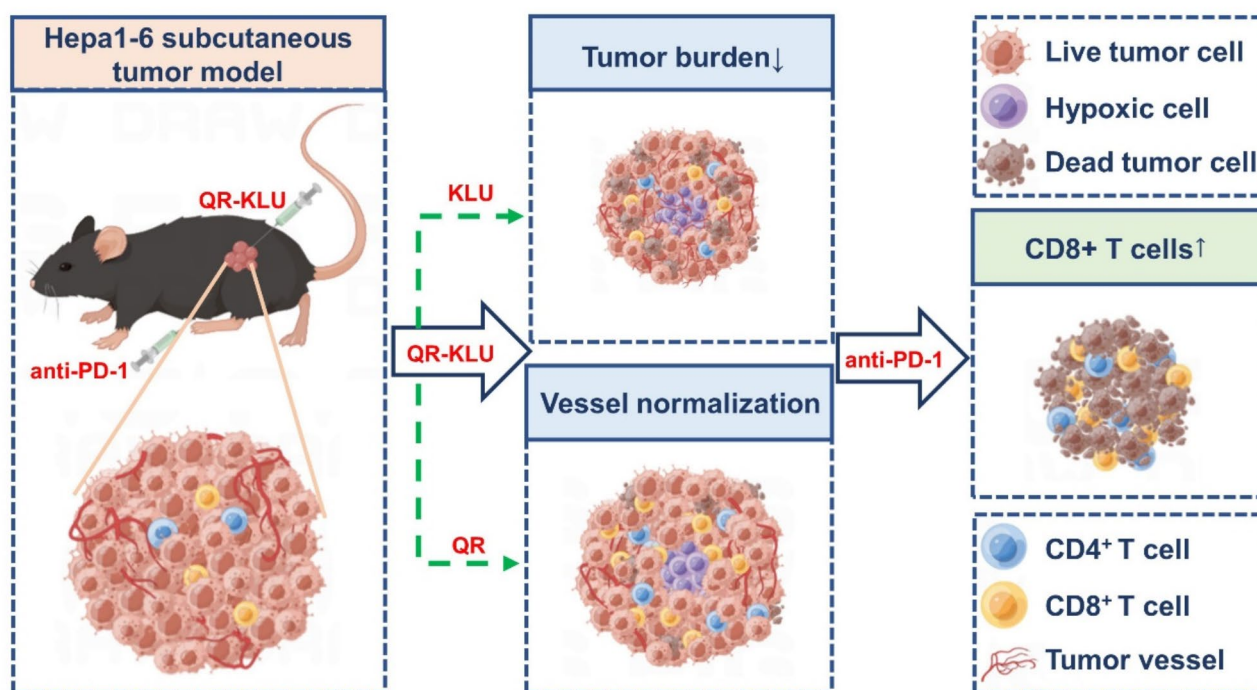 Hepa1-6 subcutaneous
tumor model
QR-KLU
anti-PD-1
KLU
QR-KLU
QR
Tumor burden↓
Vessel normalization
anti-PD-1
Live tumor cell
Hypoxic cell
Dead tumor cell
CD8+ T cells↑
CD4⁺ T cell
CD8⁺ T cell
Tumor vessel